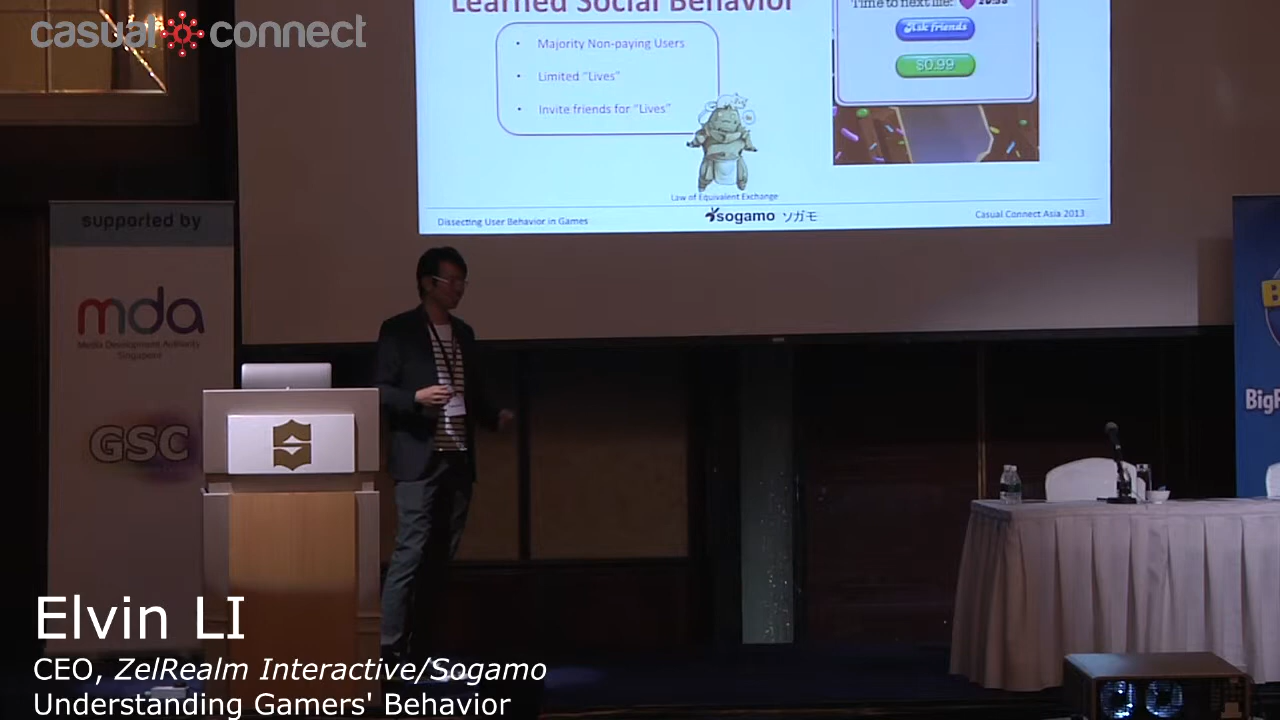 casual connect
Learned Social Behavior
• Majority Non-paying Users
• Limited "Lives"
• Invite friends for "Lives"
Time to next life:
Ask friends
$0.99
Law of Equivalent Exchange
Dissecting User Behavior in Games
sogamo ソガモ
Casual Connect Asia 2013
supported by
mda
Media Development Authority
Singapore
GSC
Elvin LI
CEO, ZelRealm Interactive/Sogamo
Understanding Gamers' Behavior